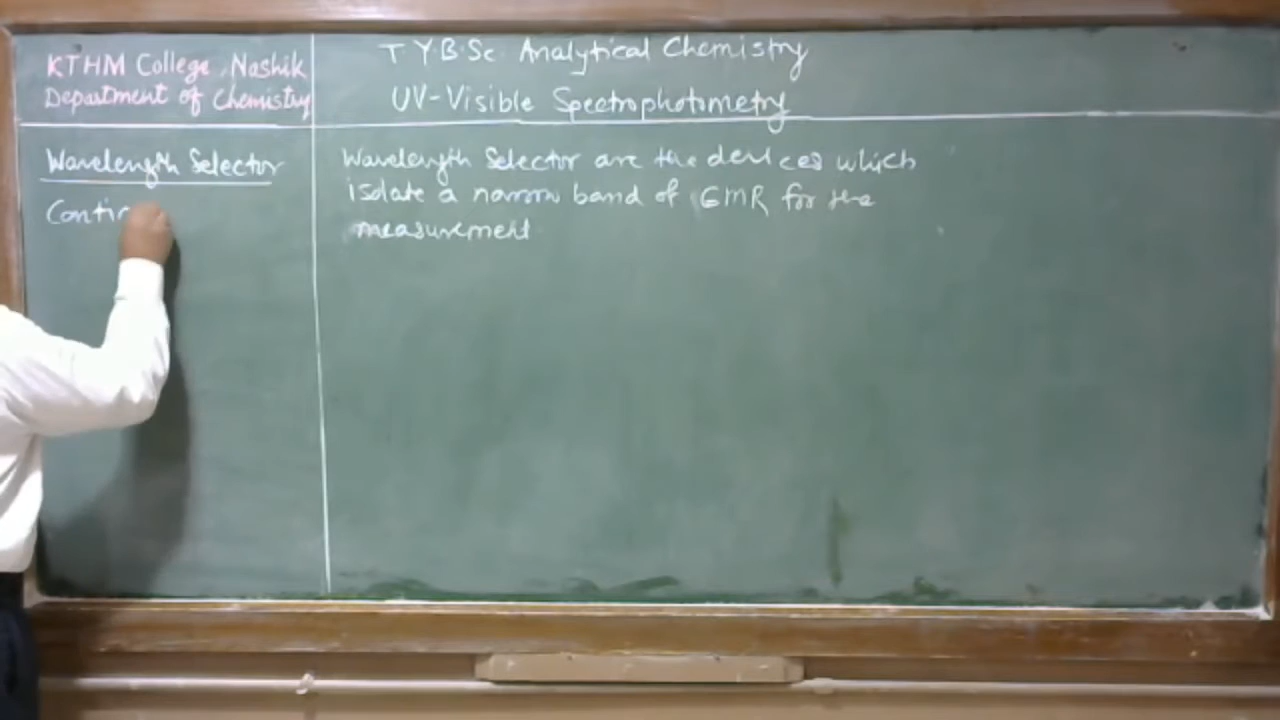 KTHM College, Nashik
Department of Chemistry
T Y B.Sc. Analytical Chemistry
UV-Visible Spectrophotometry
Wavelength Selector
Wavelength Selector are the devices which
isolate a narrow band of EMR for the
measurement